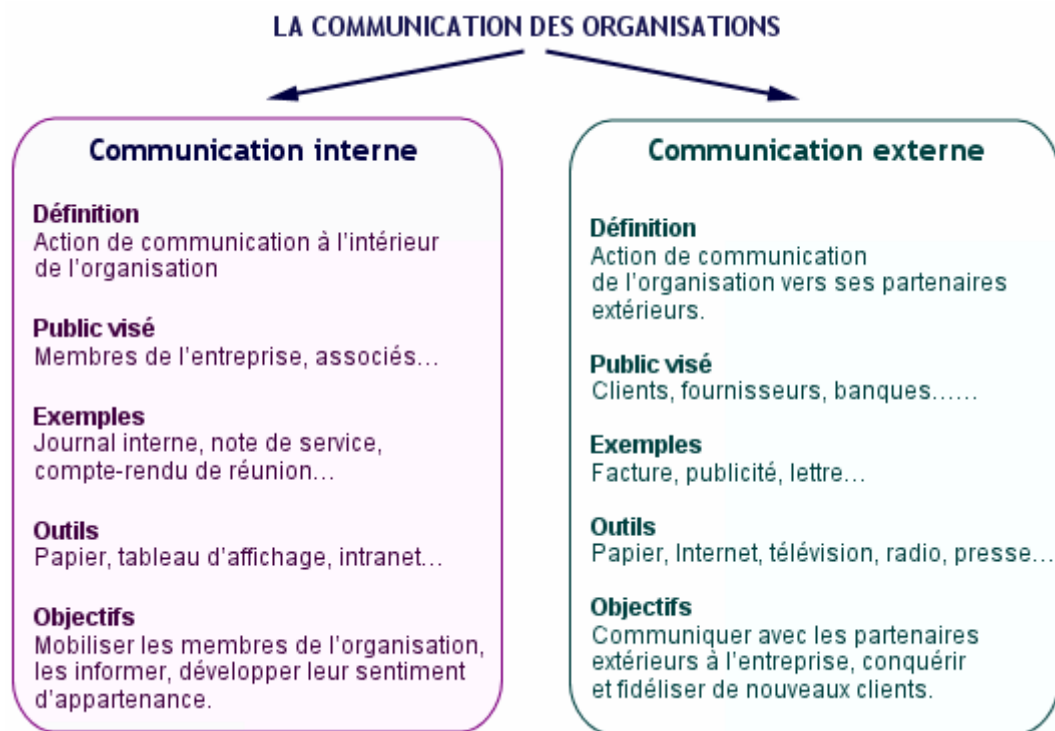 LA COMMUNICATION DES ORGANISATIONS
Communication interne
Définition
Action de communication à l'intérieur
de l'organisation
Public visé
Membres de l'entreprise, associés…
Exemples
Journal interne, note de service,
compte-rendu de réunion…
Outils
Papier, tableau d'affichage, intranet…
Objectifs
Mobiliser les membres de l'organisation,
les informer, développer leur sentiment
d'appartenance.
Communication externe
Définition
Action de communication
de l'organisation vers ses partenaires
extérieurs.
Public visé
Clients, fournisseurs, banques……
Exemples
Facture, publicité, lettre…
Outils
Papier, Internet, télévision, radio, presse…
Objectifs
Communiquer avec les partenaires
extérieurs à l'entreprise, conquérir
et fidéliser de nouveaux clients.